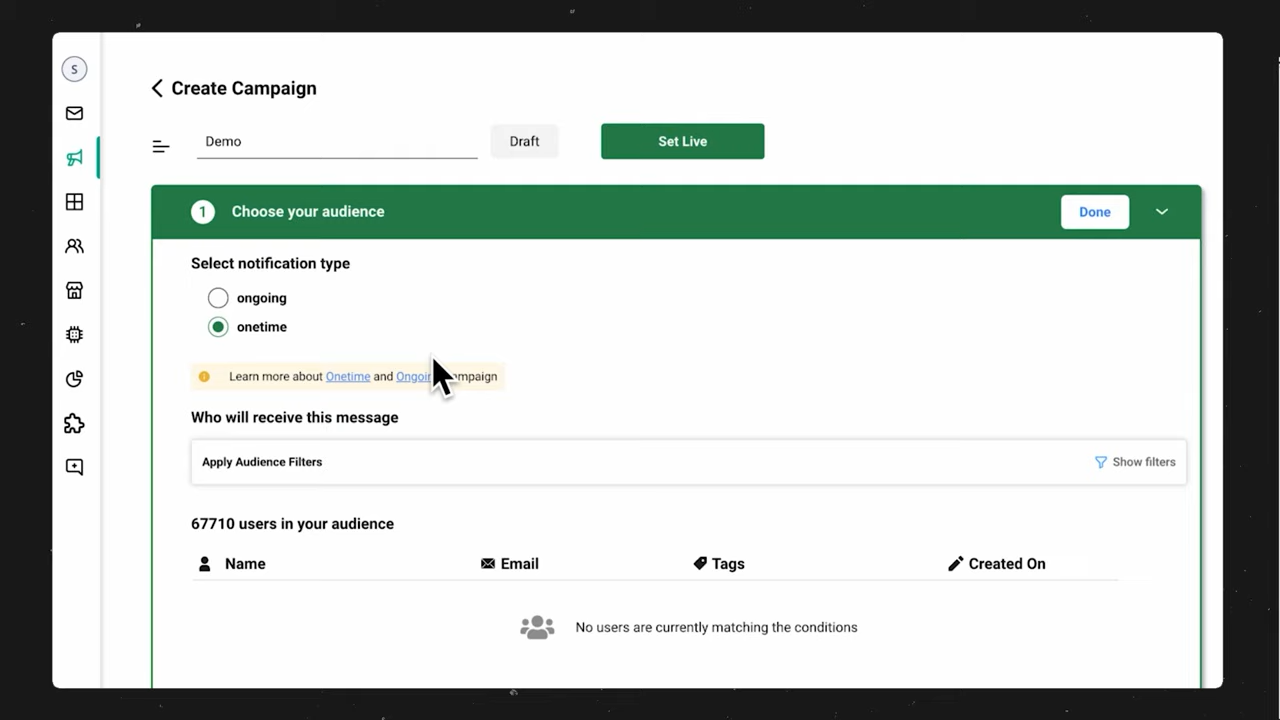 S
Create Campaign
Demo
Draft
Set Live
1 Choose your audience
Done
Select notification type
ongoing
onetime
Learn more about Onetime and Ongoin mpaign
Who will receive this message
Apply Audience Filters
Show filters
67710 users in your audience
Name Email Tags Created On
No users are currently matching the conditions